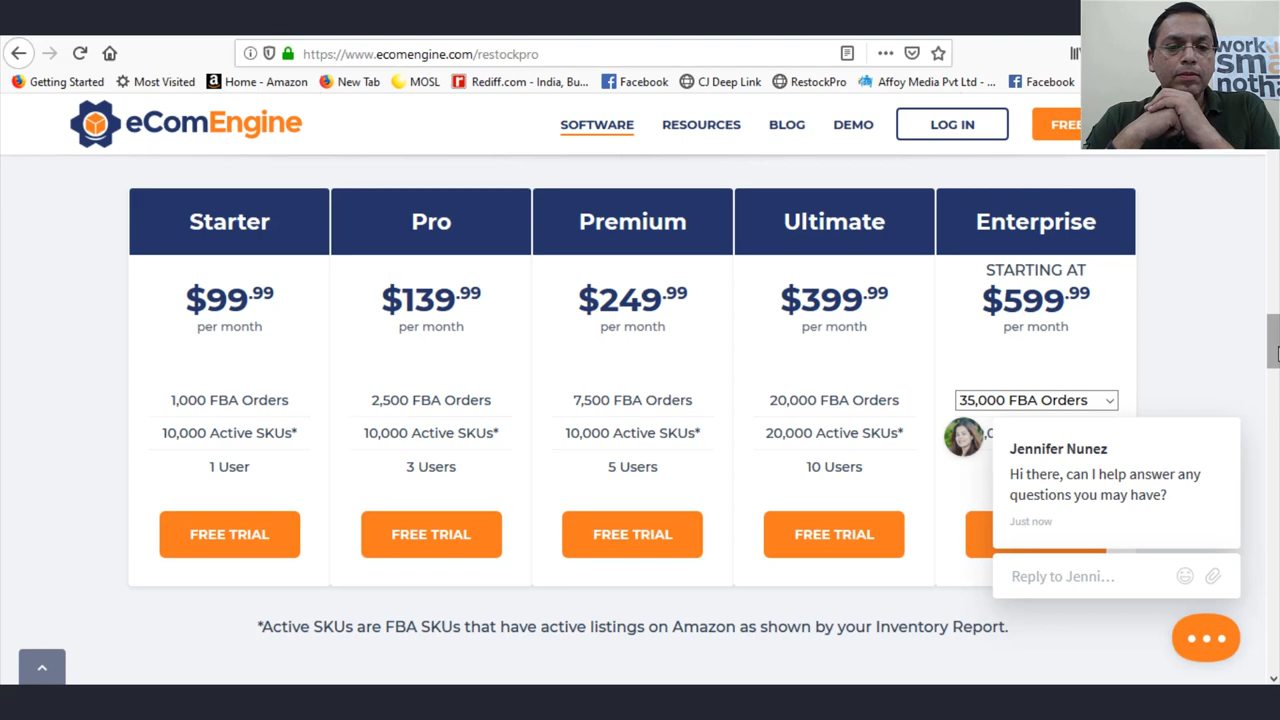 https://www.ecomengine.com/restockpro
Getting Started
Most Visited
Home - Amazon
New Tab
MOSL
Rediff.com - India, Bu...
Facebook
CJ Deep Link
RestockPro
Affoy Media Pvt Ltd - ...
Facebook
work
sma
notha
eComEngine
SOFTWARE
RESOURCES
BLOG
DEMO
LOG IN
FREE
Starter
Pro
Premium
Ultimate
Enterprise
STARTING AT
$99.99
$139.99
$249.99
$399.99
$599.99
per month
per month
per month
per month
per month
1,000 FBA Orders
2,500 FBA Orders
7,500 FBA Orders
20,000 FBA Orders
35,000 FBA Orders
10,000 Active SKUs*
10,000 Active SKUs*
10,000 Active SKUs*
20,000 Active SKUs*
1 User
3 Users
5 Users
10 Users
FREE TRIAL
FREE TRIAL
FREE TRIAL
FREE TRIAL
Jennifer Nunez
Hi there, can I help answer any
questions you may have?
Just now
Reply to Jenni...
*Active SKUs are FBA SKUs that have active listings on Amazon as shown by your Inventory Report.